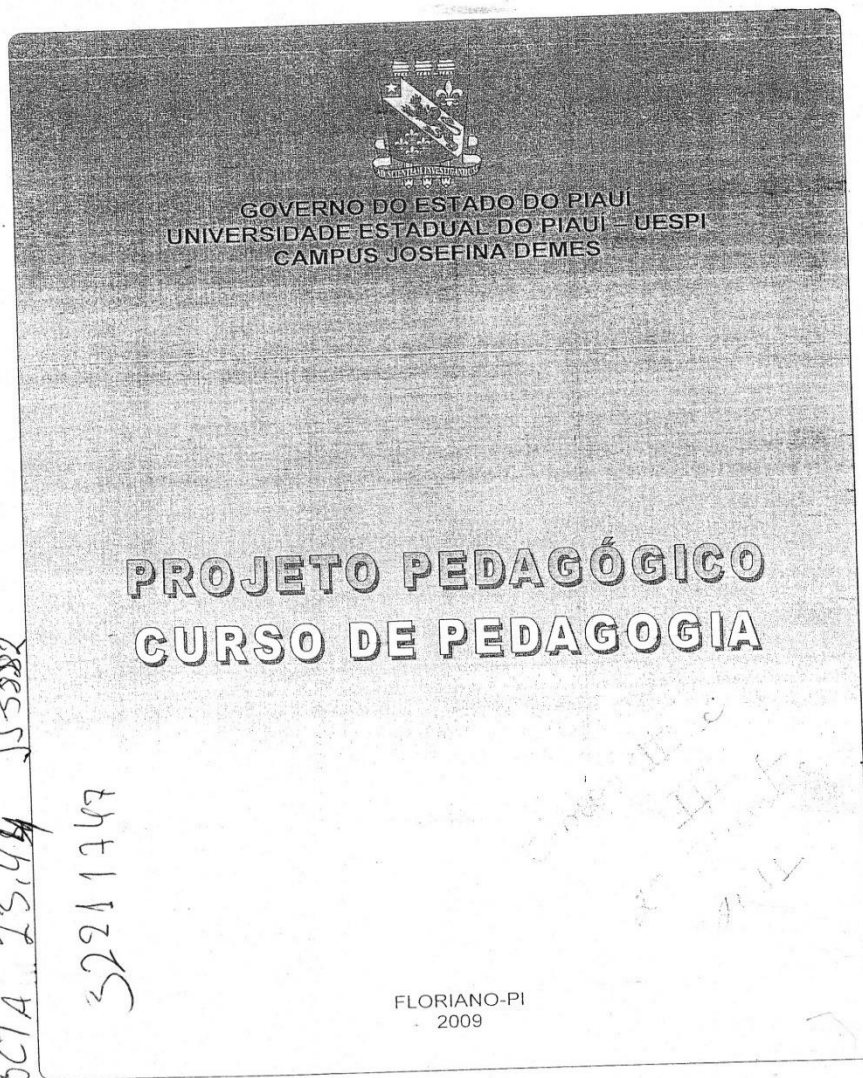 GOVERNO DO ESTADO DO PIAUÍ
UNIVERSIDADE ESTADUAL DO PIAUÍ – UESPI
CAMPUS JOSEFINA DEMES
PROJETO PEDAGÓGICO
CURSO DE PEDAGOGIA
32211747
FLORIANO-PI
2009